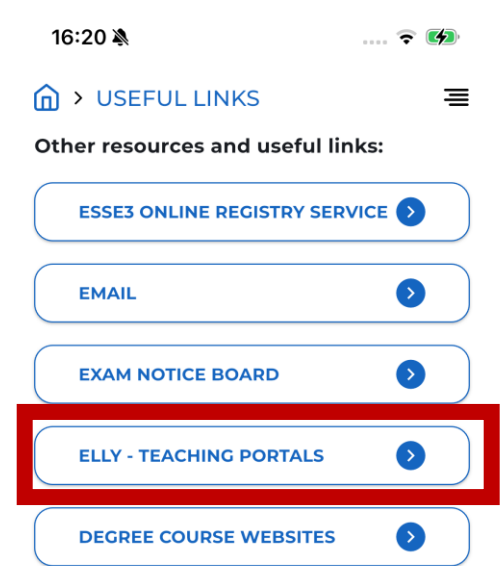 16:20
> USEFUL LINKS
Other resources and useful links:
ESSE3 ONLINE REGISTRY SERVICE
EMAIL
EXAM NOTICE BOARD
ELLY - TEACHING PORTALS
DEGREE COURSE WEBSITES